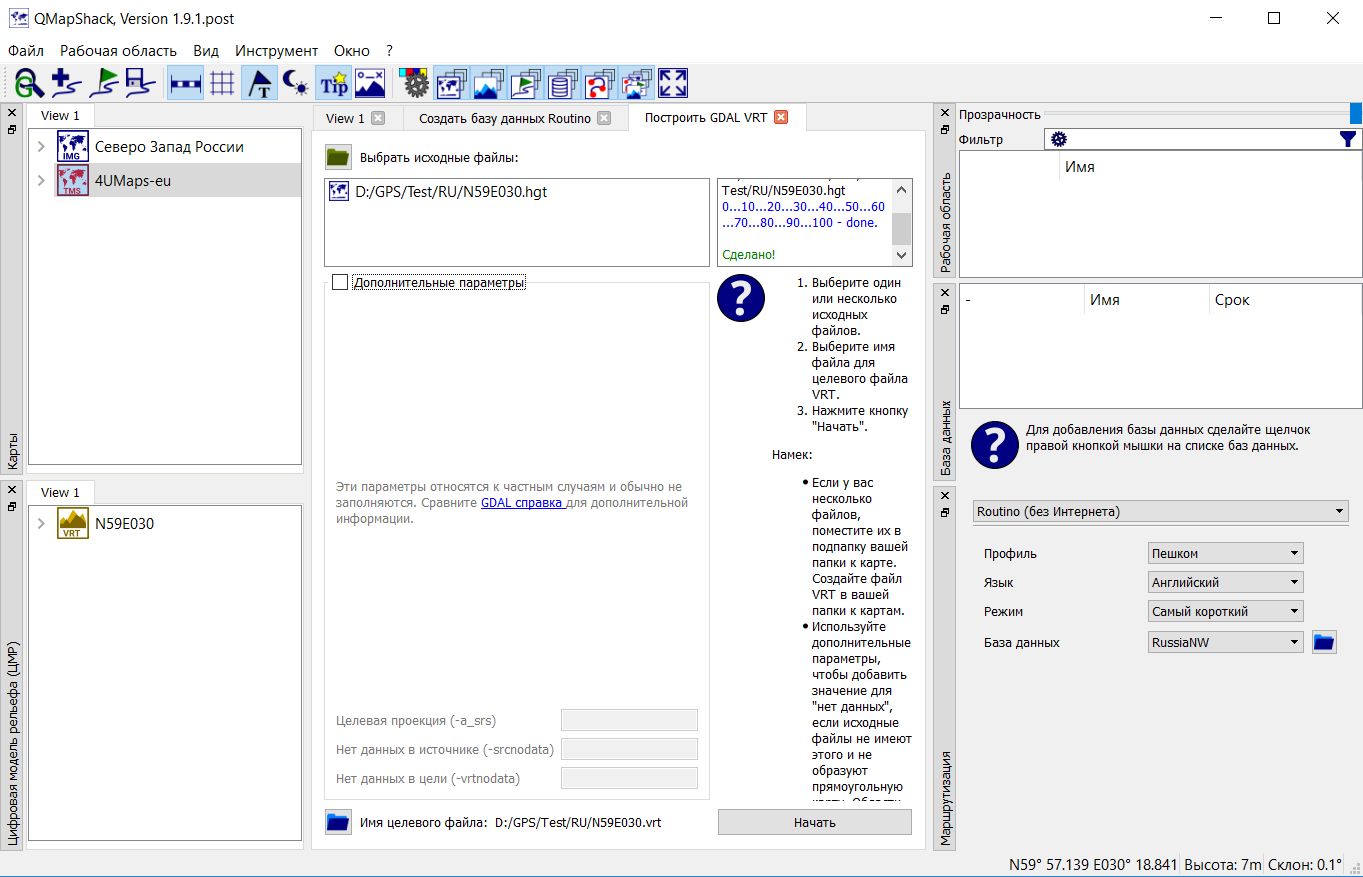 QMapShack, Version 1.9.1.post
Файл Рабочая область Вид Инструмент Окно ?
Tip
Карты
View 1
IMG
Северо Запад России
TMS
4UMaps-eu
Цифровая модель рельефа (ЦМР)
View 1
VRT
N59E030
View 1
Создать базу данных Routino
Построить GDAL VRT
Выбрать исходные файлы:
D:/GPS/Test/RU/N59E030.hgt
Test/RU/N59E030.hgt
0...10...20...30...40...50...60
...70...80...90...100 - done.
Сделано!
Дополнительные параметры
Эти параметры относятся к частным случаям и обычно не
заполняются. Сравните GDAL справка для дополнительной
информации.
Целевая проекция (-a_srs)
Нет данных в источнике (-srcnodata)
Нет данных в цели (-vrtnodata)
Имя целевого файла: D:/GPS/Test/RU/N59E030.vrt
?
1. Выберите один
или несколько
исходных
файлов.
2. Выберите имя
файла для
целевого файла
VRT.
3. Нажмите кнопку
"Начать".
Намек:
• Если у вас
несколько
файлов,
поместите их в
подпапку вашей
папки к карте.
Создайте файл
VRT в вашей
папки к картам.
• Используйте
дополнительные
параметры,
чтобы добавить
значение для
"нет данных",
если исходные
файлы не имеют
этого и не
образуют
прямоугольную
карту. Области
Начать
Рабочая область
Прозрачность
Фильтр
Имя
База данных
-
Имя
Срок
?
Для добавления базы данных сделайте щелчок
правой кнопкой мышки на списке баз данных.
Маршрутизация
Routino (без Интернета)
Профиль
Пешком
Язык
Английский
Режим
Самый короткий
База данных
RussiaNW
N59° 57.139 E030° 18.841 Высота: 7m Склон: 0.1°